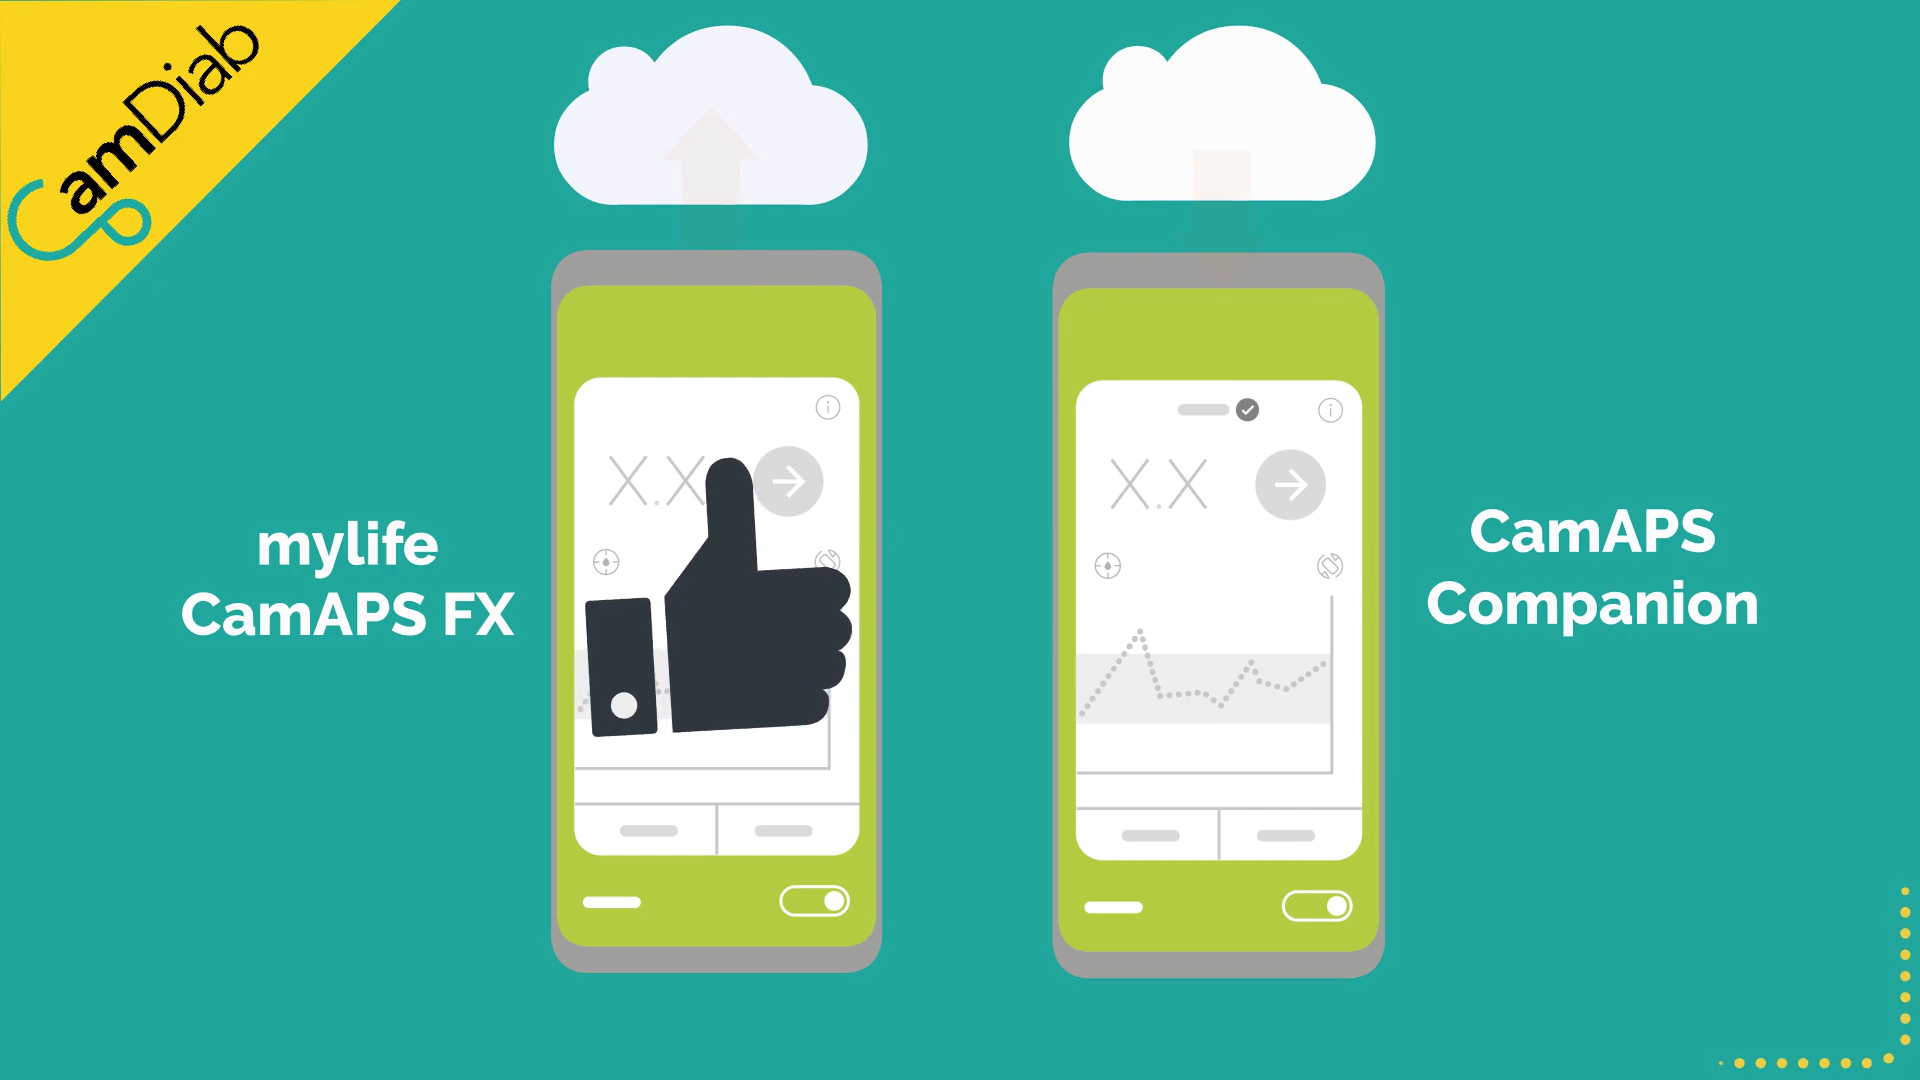 CamDiab
mylife
CamAPS FX
X.X
X.X
CamAPS
Companion